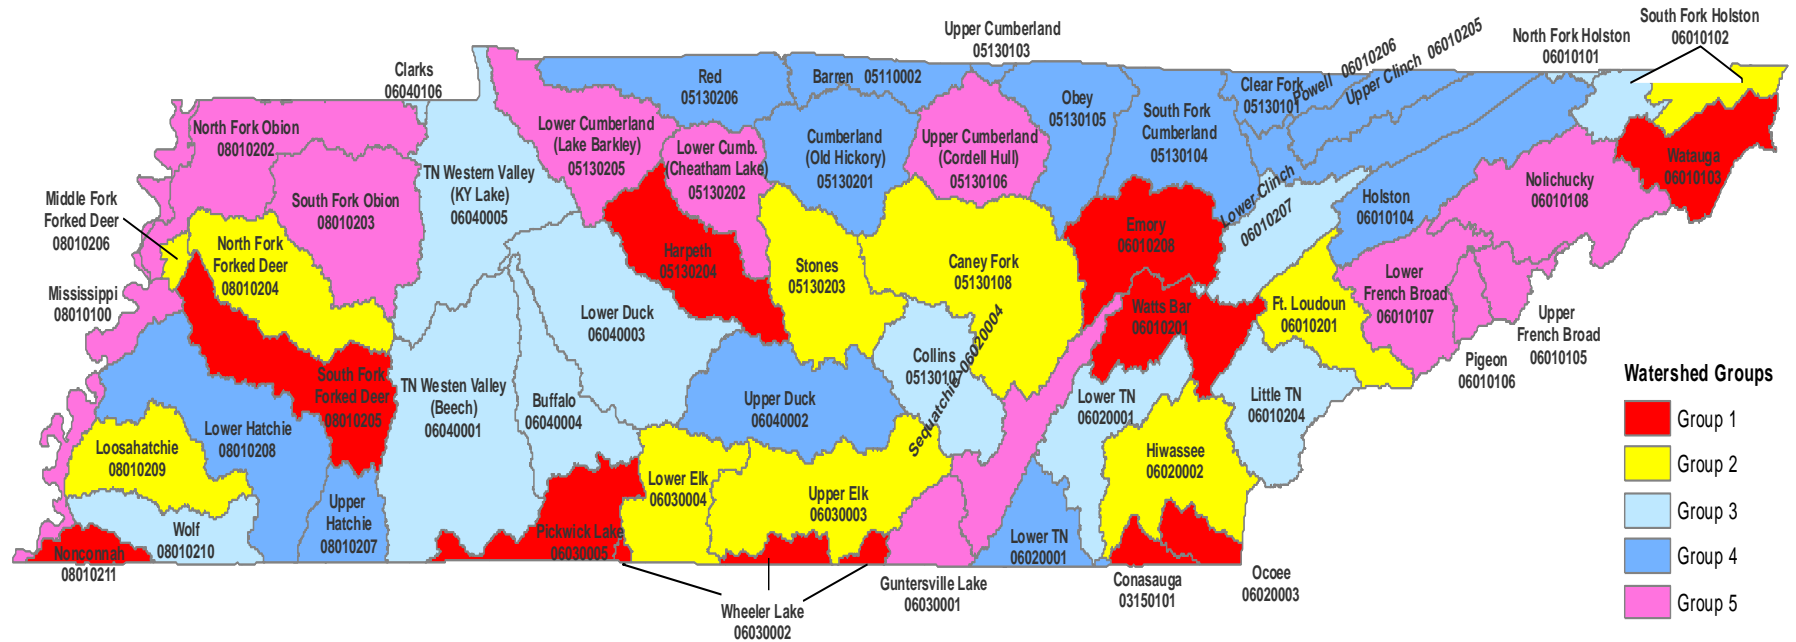 Upper Cumberland
05130103
South Fork Holston
06010102
North Fork Holston
06010101
Clarks
06040106
Red
05130206
Barren 05110002
Obey
05130105
South Fork
Cumberland
05130104
Clear Fork
05130101
Powell 06010206
Upper Clinch 06010205
North Fork Obion
08010202
Lower Cumberland
(Lake Barkley)
05130205
Lower Cumb.
(Cheatham Lake)
05130202
Cumberland
(Old Hickory)
05130201
Upper Cumberland
(Cordell Hull)
05130106
Watauga
06010103
TN Western Valley
(KY Lake)
06040005
Middle Fork
Forked Deer
08010206
South Fork Obion
08010203
Nolichucky
06010108
Lower Clinch
06010207
Holston
06010104
North Fork
Forked Deer
08010204
Harpeth
05130204
Stones
05130203
Caney Fork
05130108
Emory
06010208
Mississippi
08010100
Lower Duck
06040003
Watts Bar
06010201
Ft. Loudoun
06010201
Lower
French Broad
06010107
Upper
French Broad
06010105
Pigeon
06010106
Collins
05130107
Sequatchie 06020004
South Fork
Forked Deer
08010205
TN Westen Valley
(Beech)
06040001
Buffalo
06040004
Upper Duck
06040002
Lower TN
06020001
Little TN
06010204
Lower Hatchie
08010208
Loosahatchie
08010209
Hiwassee
06020002
Lower Elk
06030004
Upper Elk
06030003
Upper
Hatchie
08010207
Wolf
08010210
Pickwick Lake
06030005
Lower TN
06020001
Nonconnah
08010211
Guntersville Lake
06030001
Conasauga
03150101
Ocoee
06020003
Wheeler Lake
06030002
Watershed Groups
Group 1
Group 2
Group 3
Group 4
Group 5